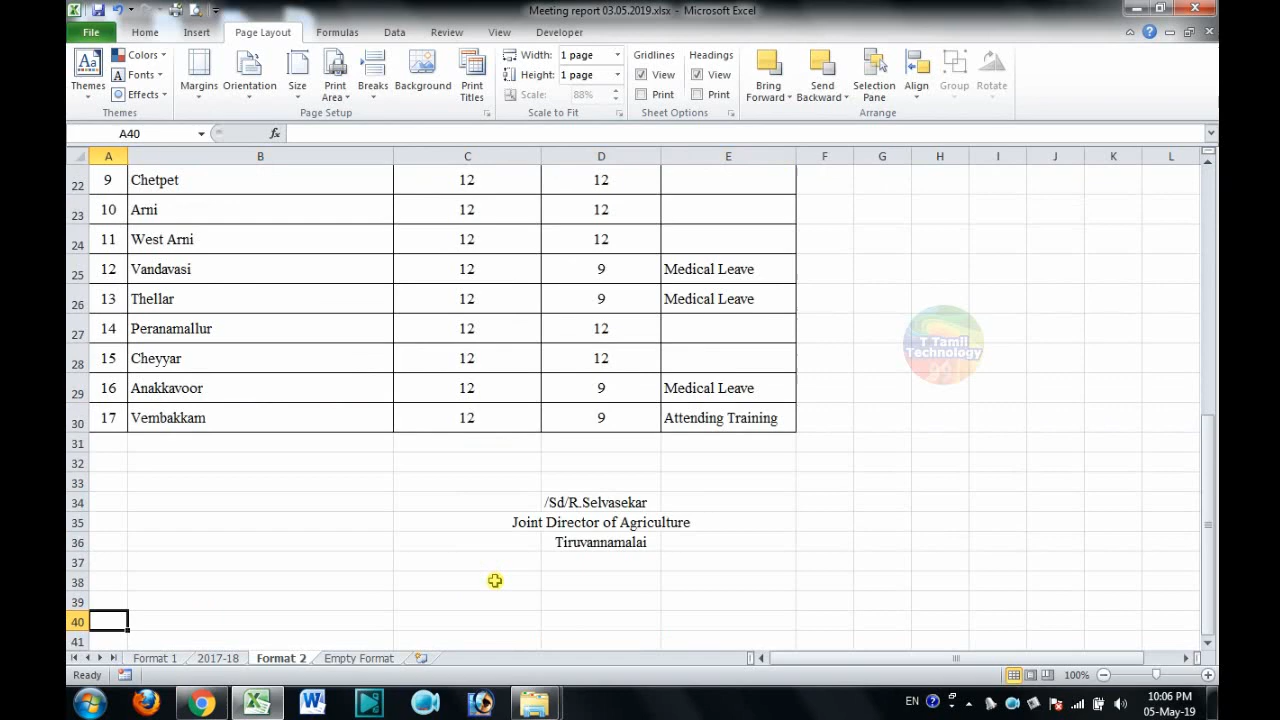 Meeting report 03.05.2019.xlsx - Microsoft Excel
File Home Insert Page Layout Formulas Data Review View Developer
Colors Width: 1 page Gridlines Headings
Fonts Height: 1 page View View
Themes Effects Margins Orientation Size Print Area Breaks Background Print Titles Scale: 88% Print Print Bring Forward Send Backward Selection Pane Align Group Rotate
Themes Page Setup Scale to Fit Sheet Options Arrange
A40 fx
A B C D E F G H I J K L
22 9 Chetpet 12 12
23 10 Arni 12 12
24 11 West Arni 12 12
25 12 Vandavasi 12 9 Medical Leave
26 13 Thellar 12 9 Medical Leave
27 14 Peranamallur 12 12
28 15 Cheyyar 12 12
29 16 Anakkavoor 12 9 Medical Leave
30 17 Vembakkam 12 9 Attending Training
31
32
33
34 /Sd/R.Selvasekar
35 Joint Director of Agriculture
36 Tiruvannamalai
37
38
39
40
41
T Tamil
Technology
Format 1 2017-18 Format 2 Empty Format
Ready 100%
EN 10:06 PM
05-May-19